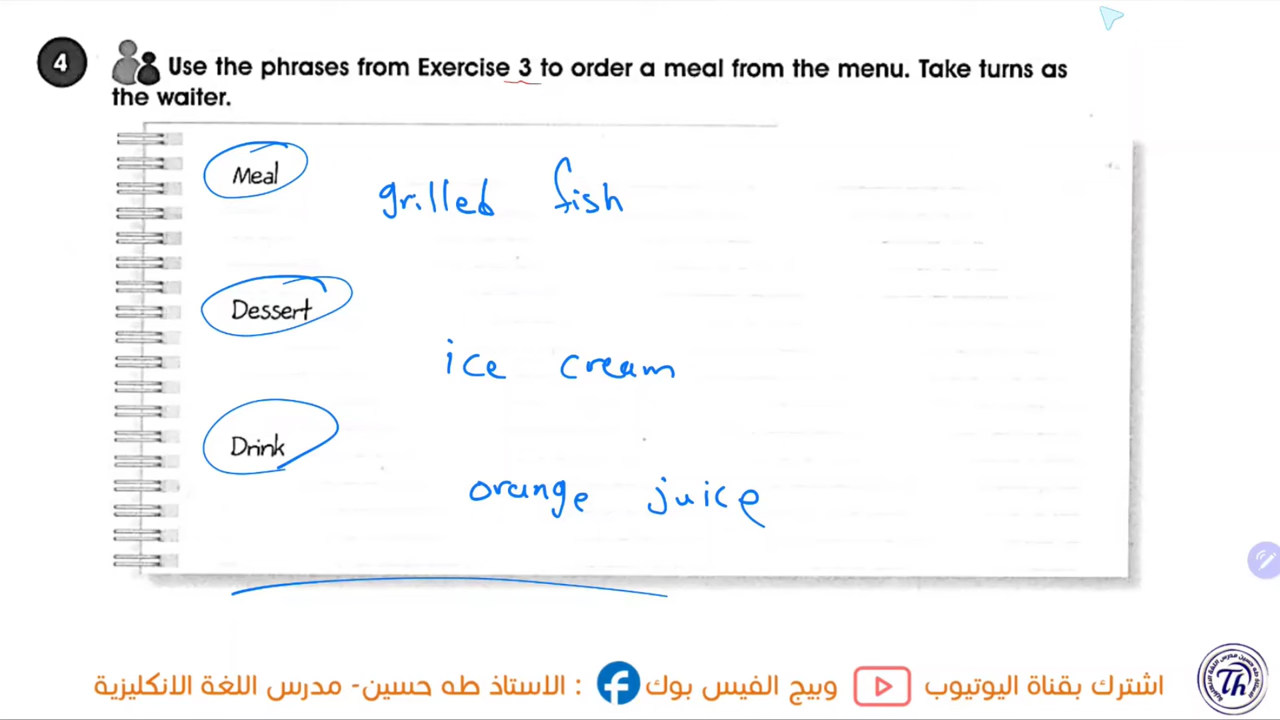 4 Use the phrases from Exercise 3 to order a meal from the menu. Take turns as
the waiter.
Meal
grilled fish
Dessert
ice cream
Drink
orange juice
اشترك بقناة اليوتيوب وبيج الفيس بوك : الاستاذ طه حسين- مدرس اللغة الانكليزية
Th